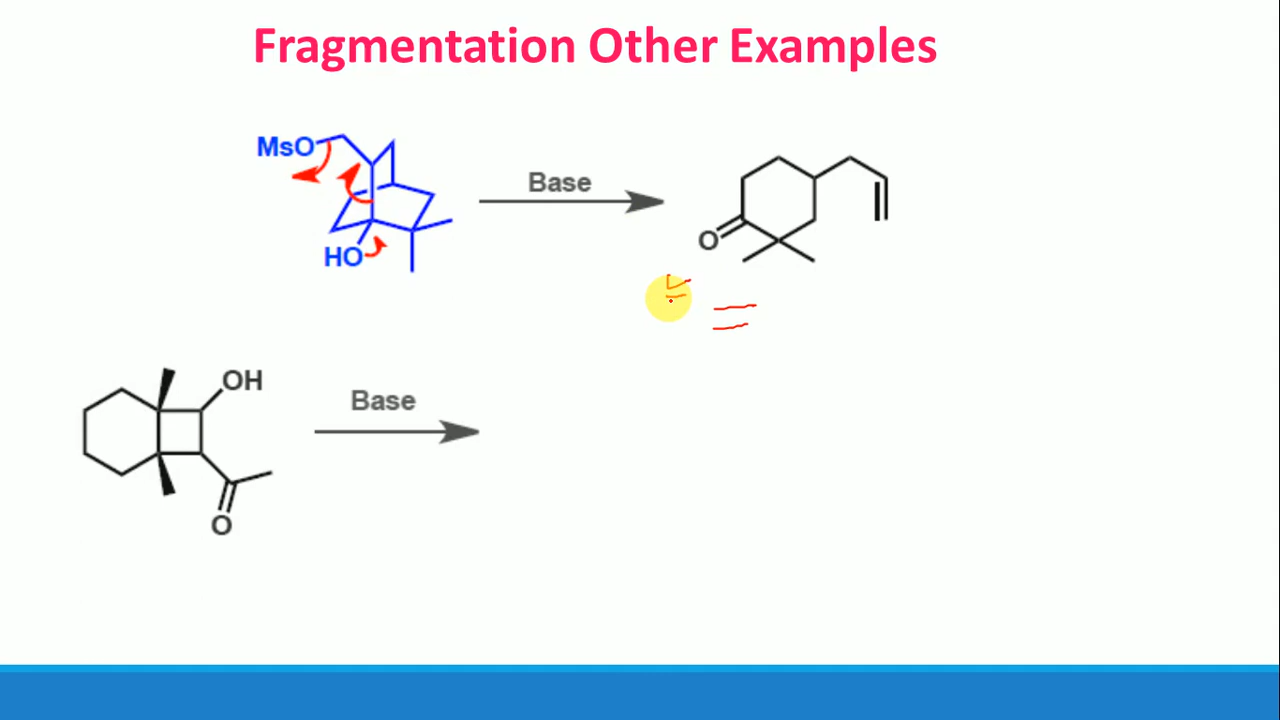 Fragmentation Other Examples
MsO
Base
HO
O
OH
Base
O